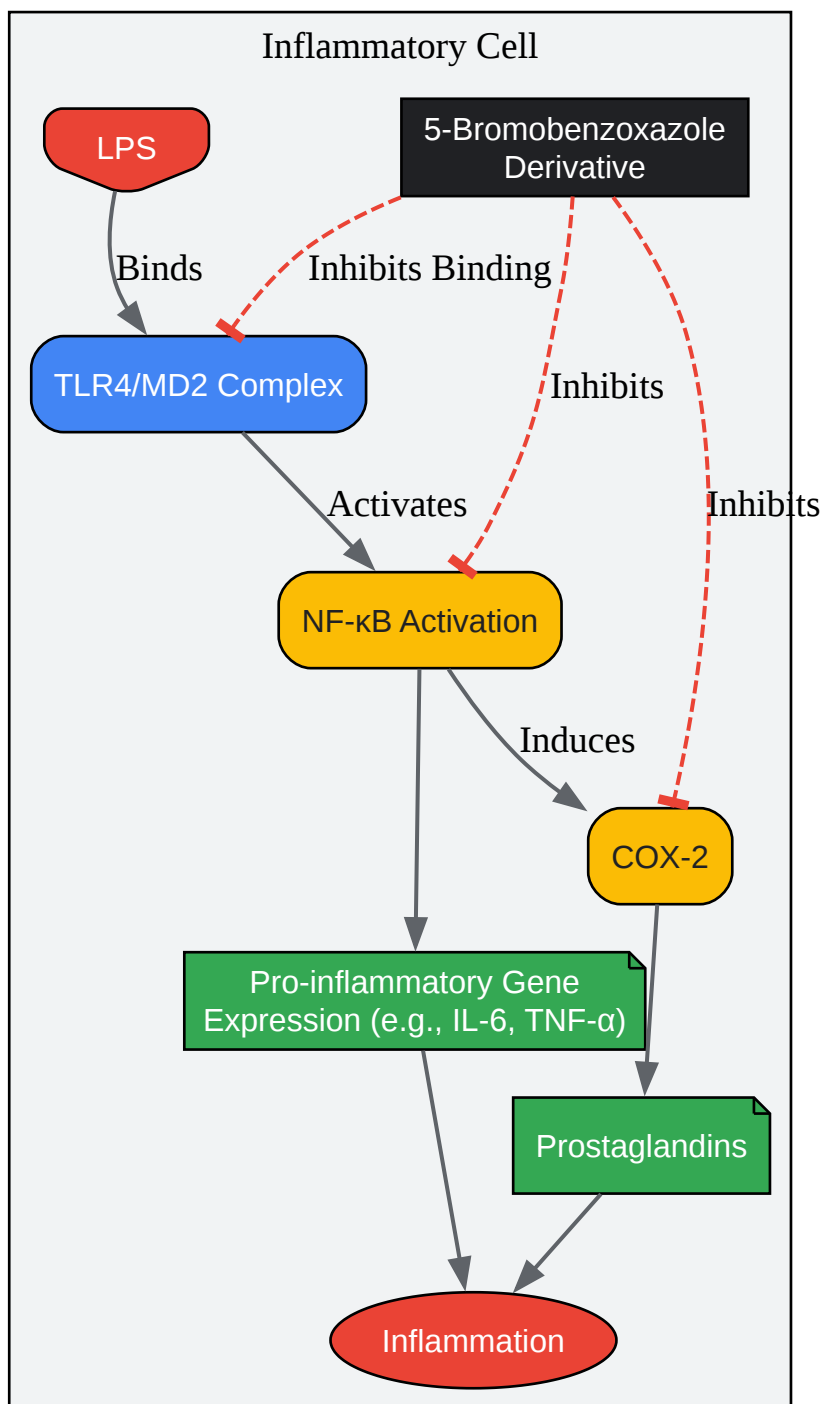 Inflammatory Cell
LPS
5-Bromobenzoxazole
Derivative
Binds
Inhibits Binding
TLR4/MD2 Complex
Inhibits
Activates
Inhibits
NF-κB Activation
Induces
COX-2
Pro-inflammatory Gene
Expression (e.g., IL-6, TNF-α)
Prostaglandins
Inflammation